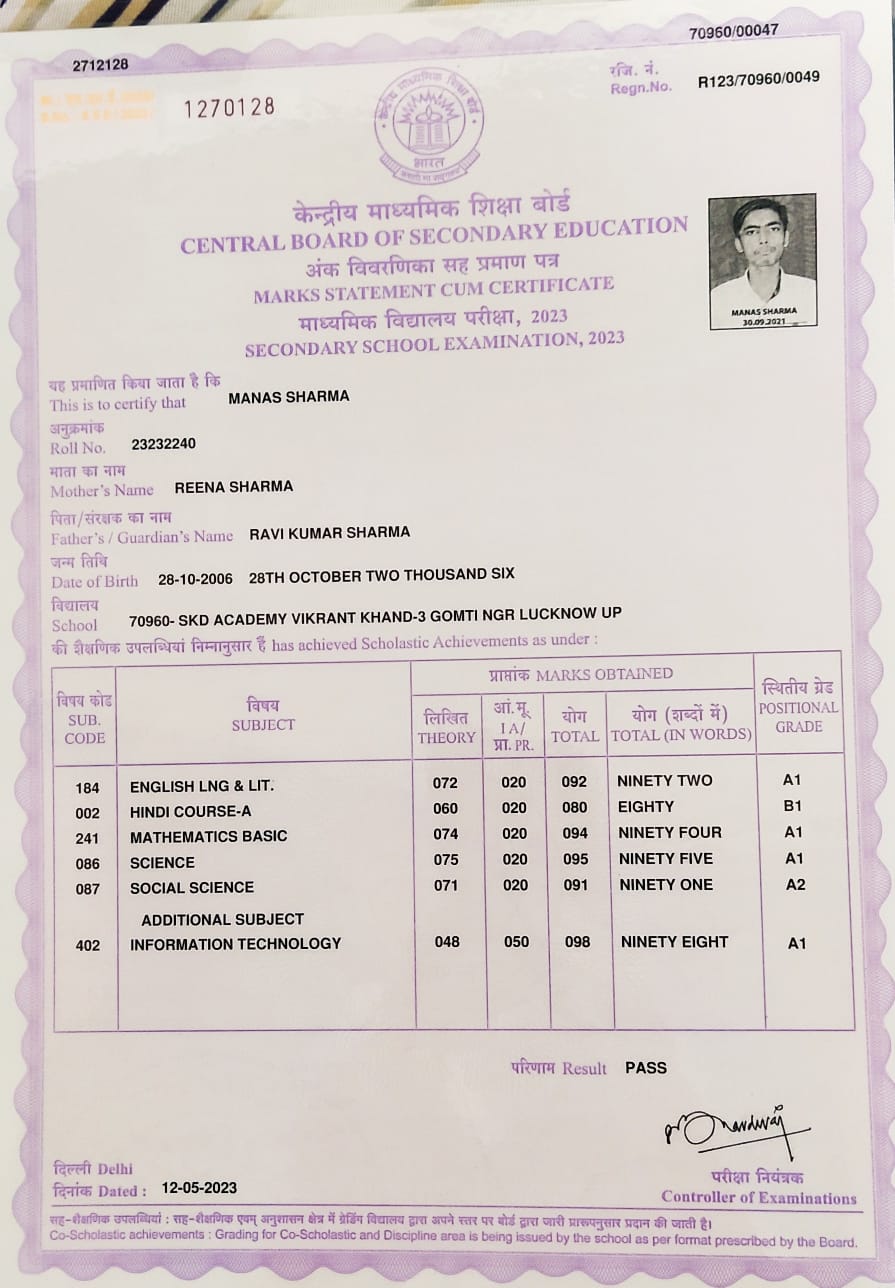 70960/00047
2712128
रजि. नं.
Regn.No. R123/70960/0049
1270128
भारत
केन्द्रीय माध्यमिक शिक्षा बोर्ड
CENTRAL BOARD OF SECONDARY EDUCATION
अंक विवरणिका सह प्रमाण पत्र
MARKS STATEMENT CUM CERTIFICATE
माध्यमिक विद्यालय परीक्षा, 2023
SECONDARY SCHOOL EXAMINATION, 2023
MANAS SHARMA
30.09.2021
यह प्रमाणित किया जाता है कि
This is to certify that MANAS SHARMA
अनुक्रमांक
Roll No. 23232240
माता का नाम
Mother's Name REENA SHARMA
पिता/संरक्षक का नाम
Father's / Guardian's Name RAVI KUMAR SHARMA
जन्म तिथि
Date of Birth 28-10-2006 28TH OCTOBER TWO THOUSAND SIX
विद्यालय
School 70960- SKD ACADEMY VIKRANT KHAND-3 GOMTI NGR LUCKNOW UP
की शैक्षणिक उपलब्धियां निम्नानुसार हैं has achieved Scholastic Achievements as under :
विषय कोड
SUB.
CODE
विषय
SUBJECT
प्राप्तांक MARKS OBTAINED
लिखित
THEORY
आं.मू.
I A/
प्रा. PR.
योग
TOTAL
योग (शब्दों में)
TOTAL (IN WORDS)
स्थितीय ग्रेड
POSITIONAL
GRADE
184 ENGLISH LNG & LIT. 072 020 092 NINETY TWO A1
002 HINDI COURSE-A 060 020 080 EIGHTY B1
241 MATHEMATICS BASIC 074 020 094 NINETY FOUR A1
086 SCIENCE 075 020 095 NINETY FIVE A1
087 SOCIAL SCIENCE 071 020 091 NINETY ONE A2
ADDITIONAL SUBJECT
402 INFORMATION TECHNOLOGY 048 050 098 NINETY EIGHT A1
परिणाम Result PASS
दिल्ली Delhi
दिनांक Dated : 12-05-2023
परीक्षा नियंत्रक
Controller of Examinations
सह-शैक्षणिक उपलब्धियां : सह-शैक्षणिक एवम् अनुशासन क्षेत्र में ग्रेडिंग विद्यालय द्वारा अपने स्तर पर बोर्ड द्वारा जारी प्रारूपनुसार प्रदान की जाती है।
Co-Scholastic achievements : Grading for Co-Scholastic and Discipline area is being issued by the school as per format prescribed by the Board.